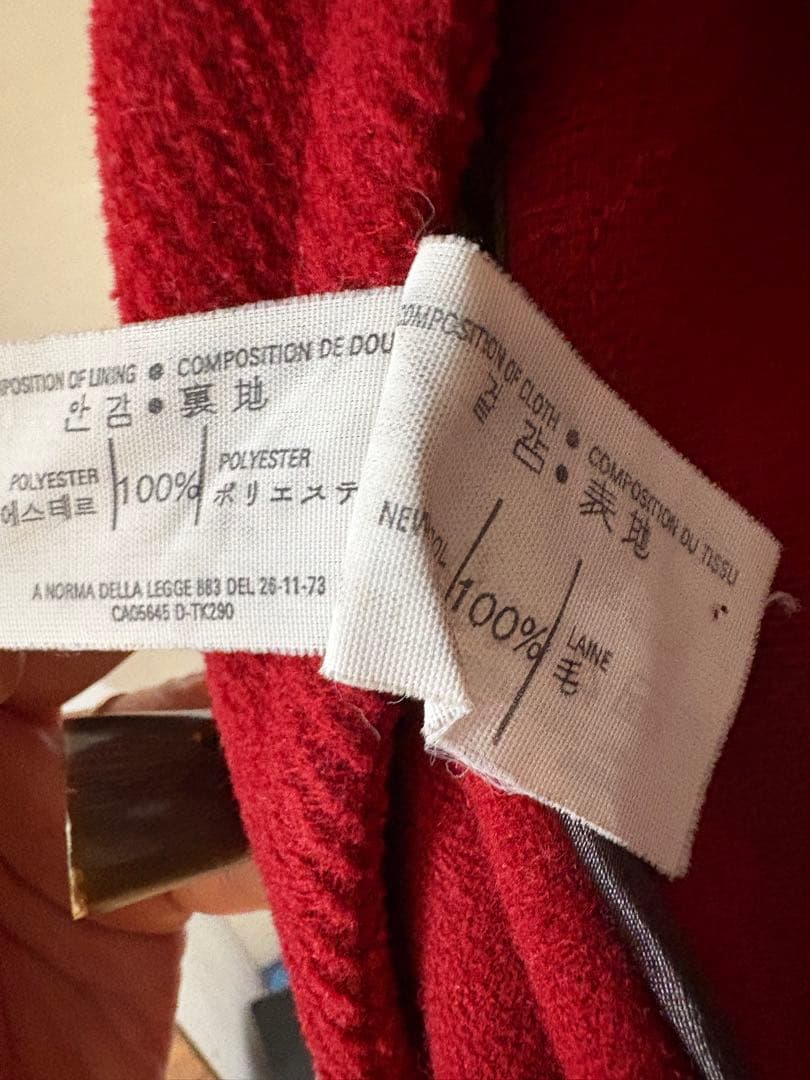 POSITION OF LINING ● COMPOSITION DE DOU
안 감 ● 裏 地
POLYESTER 100% POLYESTER
에스테르 ポリエステ
A NORMA DELLA LEGGE 883 DEL 26-11-73
CA05645 D-TK290
COMPOSITION OF CLOTH ● COMPOSITION DU TISSU
겉 감 ● 表 地
NEW 100% LAINE
毛